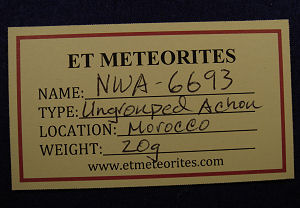 ET METEORITES
NAME: NWA-6693
TYPE: Ungrouped Achon
LOCATION: Morocco
WEIGHT: 20g
www.etmeteorites.com